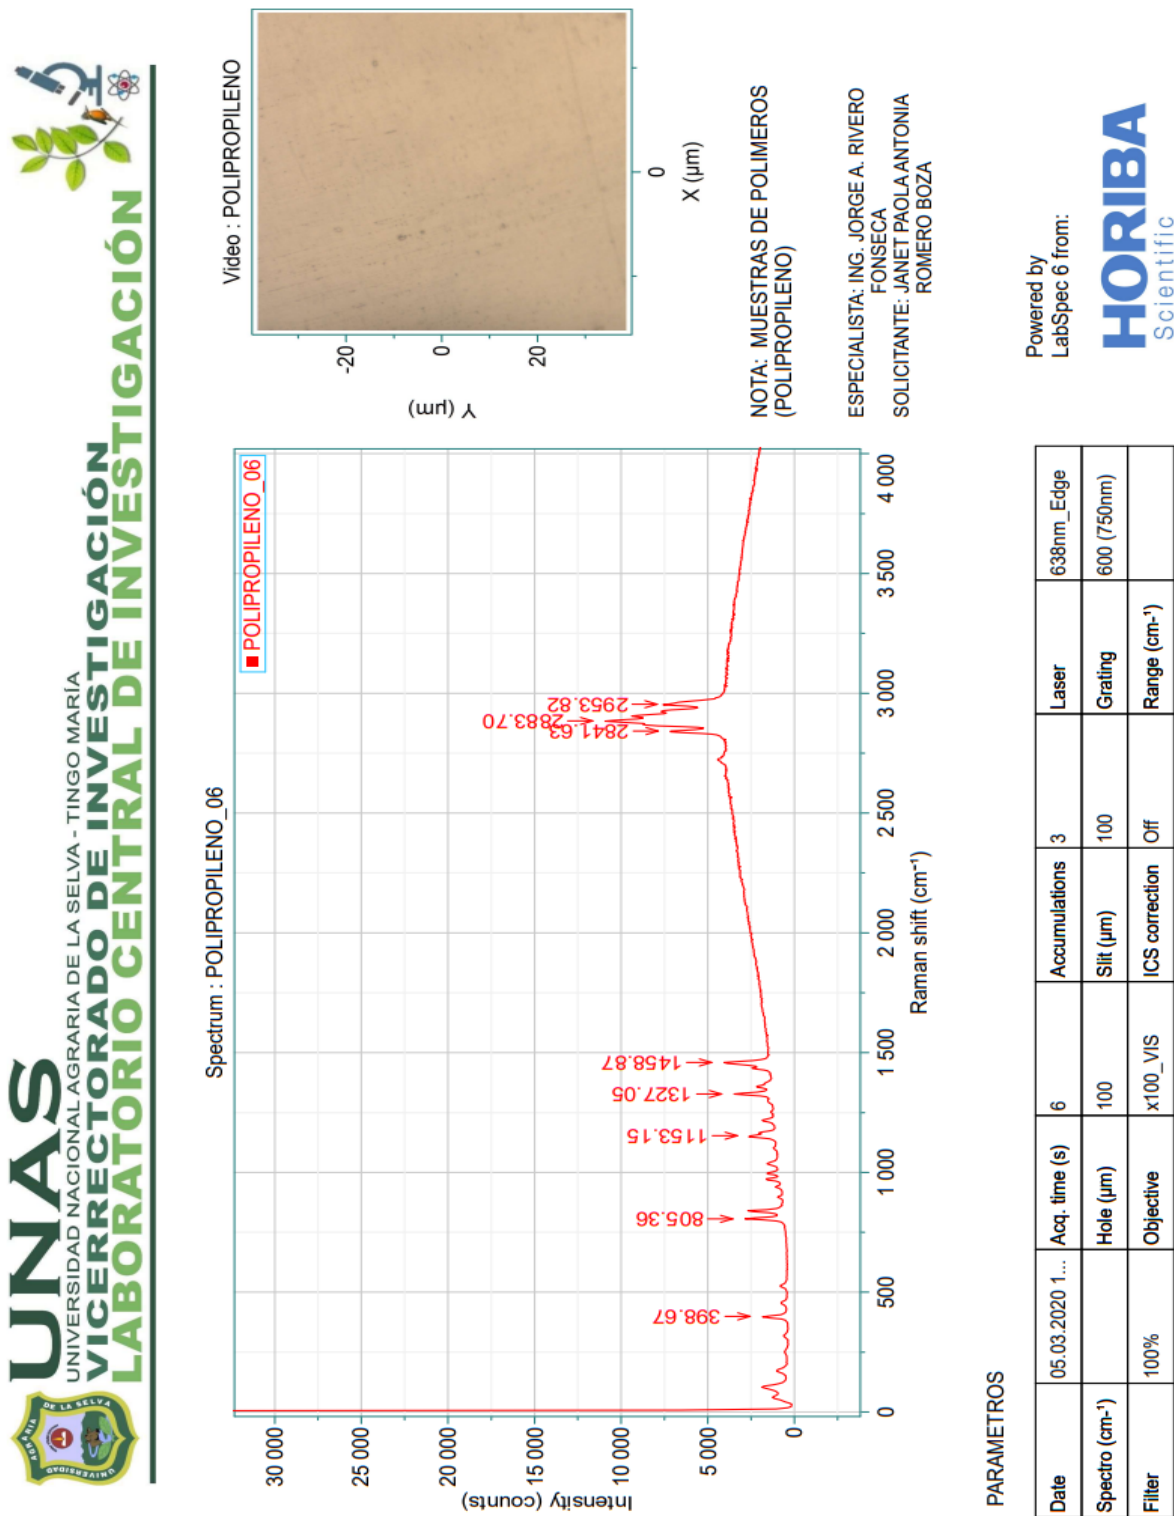 UNAS
UNIVERSIDAD NACIONAL AGRARIA DE LA SELVA - TINGO MARÍA
VICERRECTORADO DE INVESTIGACIÓN
LABORATORIO CENTRAL DE INVESTIGACIÓN
UNIVERSIDAD AGRARIA DE LA SELVA
Spectrum : POLIPROPILENO_06
POLIPROPILENO_06
30 000
25 000
20 000
15 000
10 000
5 000
0
Intensity (counts)
398.67
805.36
1153.15
1327.05
1458.87
2841.63
2883.70
2953.82
0
500
1 000
1 500
2 000
2 500
3 000
3 500
4 000
Raman shift (cm⁻¹)
Video : POLIPROPILENO
-20
0
20
Y (µm)
0
X (µm)
NOTA: MUESTRAS DE POLIMEROS
(POLIPROPILENO)
ESPECIALISTA: ING. JORGE A. RIVERO
FONSECA
SOLICITANTE: JANET PAOLA ANTONIA
ROMERO BOZA
PARAMETROS
Date 05.03.2020 1... Acq. time (s) 6 Accumulations 3 Laser 638nm_Edge
Spectro (cm⁻¹) Hole (µm) 100 Slit (µm) 100 Grating 600 (750nm)
Filter 100% Objective x100_VIS ICS correction Off Range (cm⁻¹)
Powered by
LabSpec 6 from:
HORIBA
Scientific